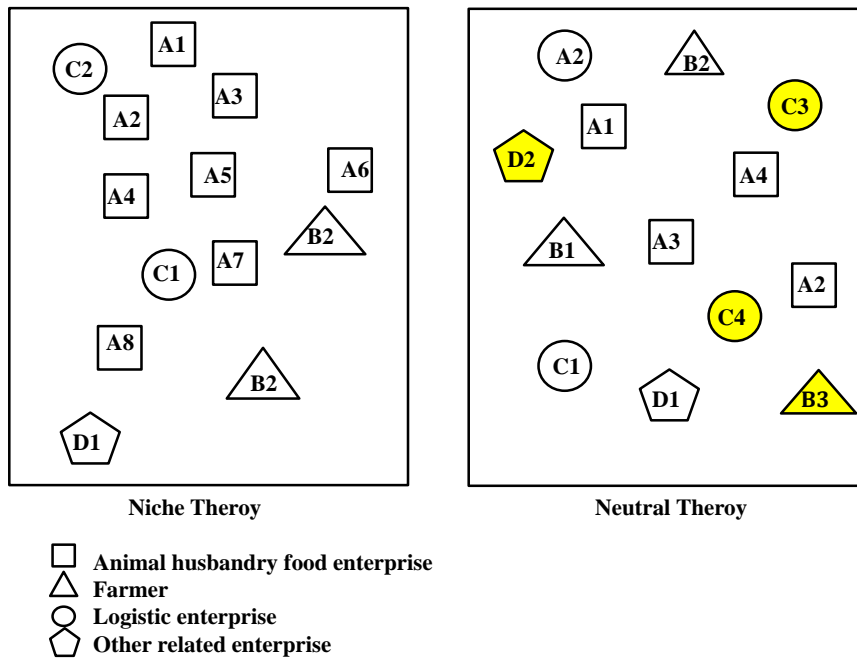 A1
C2
A3
A2
A5
A6
A4
B2
A7
C1
A8
B2
D1
Niche Theroy
A2
B2
C3
A1
D2
A4
A3
B1
A2
C4
C1
D1
B3
Neutral Theroy
Animal husbandry food enterprise
Farmer
Logistic enterprise
Other related enterprise